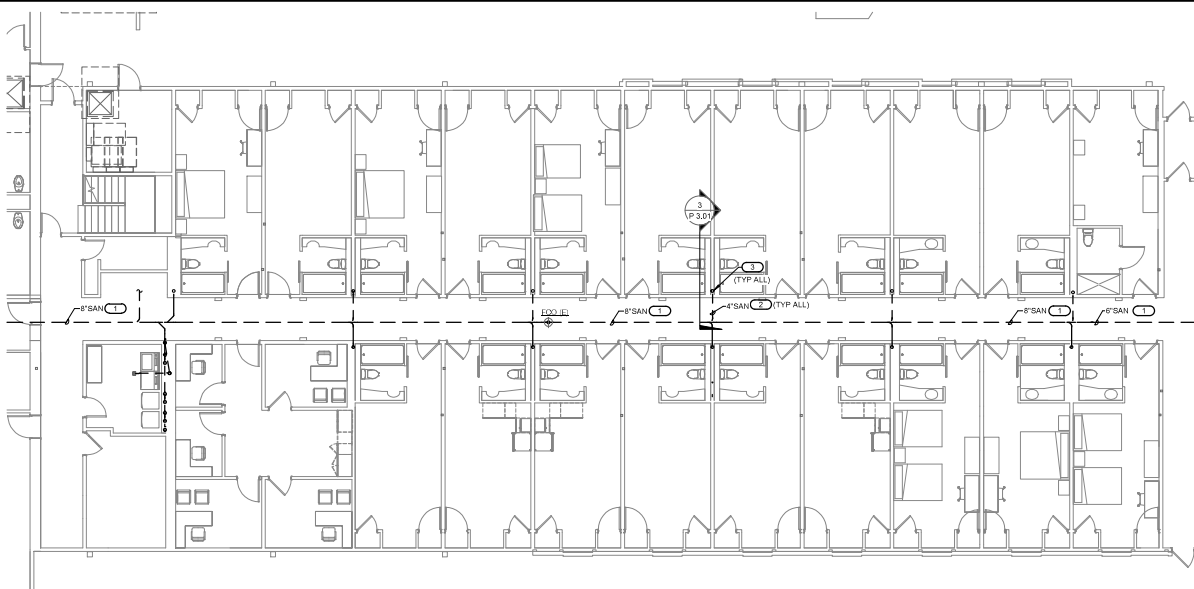 3
P 3.01
3
(TYP ALL)
4"SAN 2 (TYP ALL)
8"SAN 1
FCO (E)
8"SAN 1
8"SAN 1
6"SAN 1